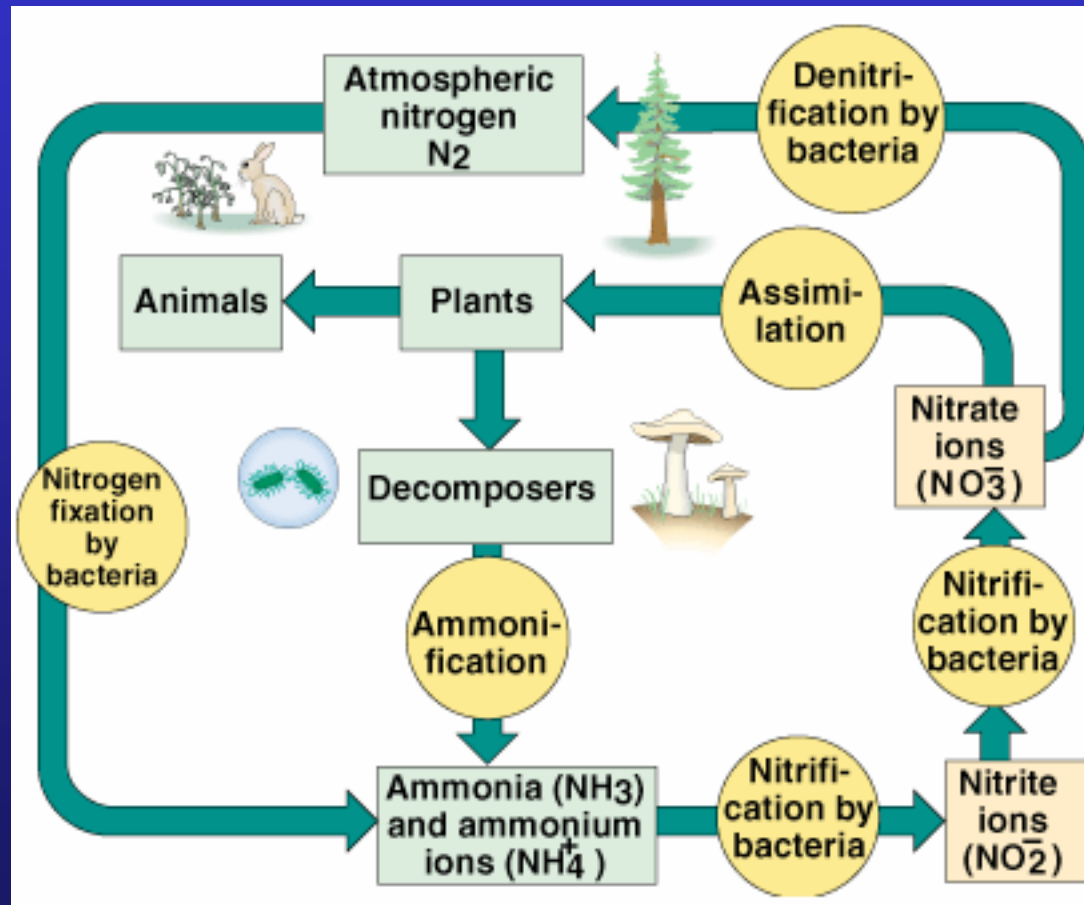 Atmospheric
nitrogen
N2
Denitri-
fication by
bacteria
Animals
Plants
Assimi-
lation
Nitrate
ions
(NO3̅)
Nitrogen
fixation
by
bacteria
Decomposers
Nitrifi-
cation by
bacteria
Ammoni-
fication
Ammonia (NH3)
and ammonium
ions (NH4+)
Nitrifi-
cation by
bacteria
Nitrite
ions
(NO2̅)